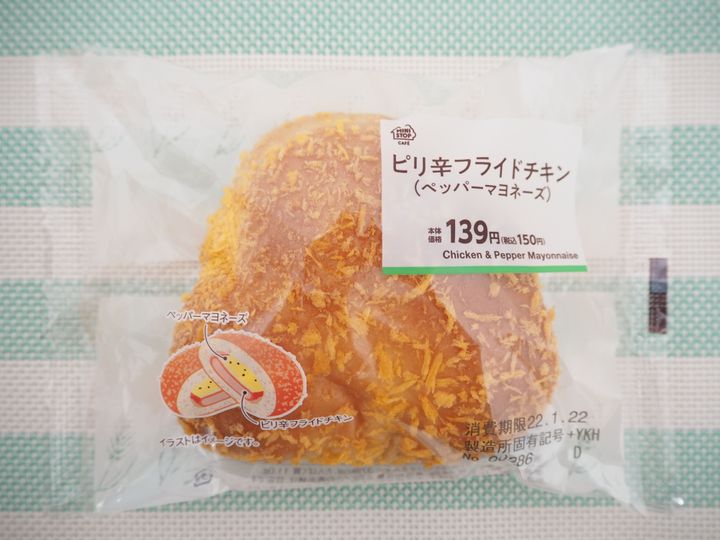 MINI
STOP
CAFÉ
ピリ辛フライドチキン
(ペッパーマヨネーズ)
本体
価格 139円(税込150円)
Chicken & Pepper Mayonnaise
ペッパーマヨネーズ
ピリ辛フライドチキン
イラストはイメージです。
消費期限22.1.22
製造所固有記号+YKH
D